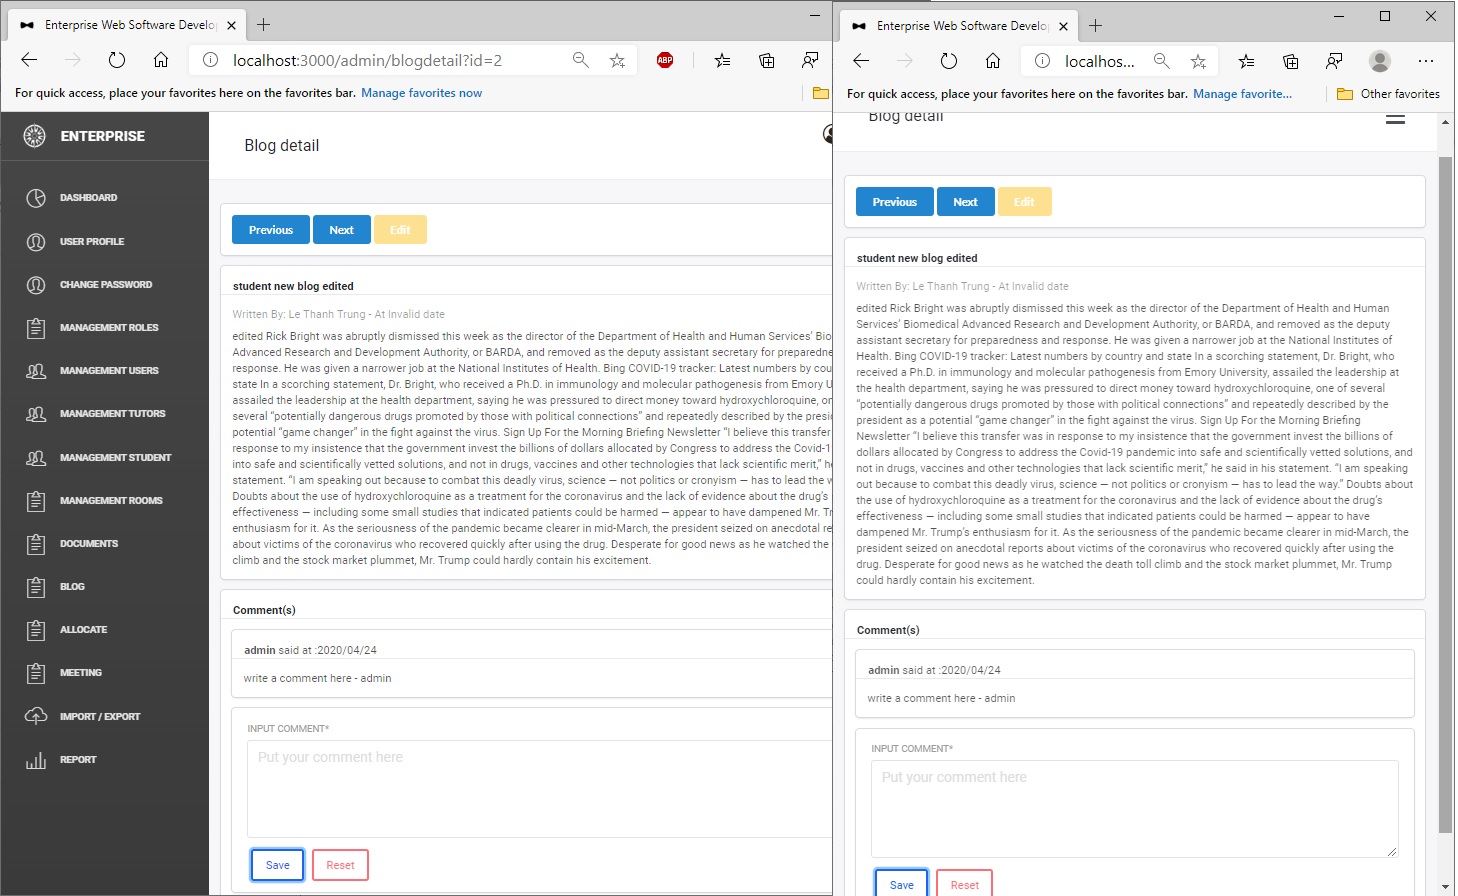 Enterprise Web Software Develo
localhost:3000/admin/blogdetail?id=2
ABP
For quick access, place your favorites here on the favorites bar. Manage favorites now
ENTERPRISE
DASHBOARD
USER PROFILE
CHANGE PASSWORD
MANAGEMENT ROLES
MANAGEMENT USERS
MANAGEMENT TUTORS
MANAGEMENT STUDENT
MANAGEMENT ROOMS
DOCUMENTS
BLOG
ALLOCATE
MEETING
IMPORT / EXPORT
REPORT
Blog detail
Previous Next Edit
student new blog edited
Written By: Le Thanh Trung - At Invalid date
edited Rick Bright was abruptly dismissed this week as the director of the Department of Health and Human Services’ Bio
Advanced Research and Development Authority, or BARDA, and removed as the deputy assistant secretary for preparedne
response. He was given a narrower job at the National Institutes of Health. Bing COVID-19 tracker: Latest numbers by cou
state In a scorching statement, Dr. Bright, who received a Ph.D. in immunology and molecular pathogenesis from Emory U
assailed the leadership at the health department, saying he was pressured to direct money toward hydroxychloroquine, on
several “potentially dangerous drugs promoted by those with political connections” and repeatedly described by the presi
potential “game changer” in the fight against the virus. Sign Up For the Morning Briefing Newsletter “I believe this transfer
response to my insistence that the government invest the billions of dollars allocated by Congress to address the Covid-1
into safe and scientifically vetted solutions, and not in drugs, vaccines and other technologies that lack scientific merit,” he
statement. “I am speaking out because to combat this deadly virus, science — not politics or cronyism — has to lead the w
Doubts about the use of hydroxychloroquine as a treatment for the coronavirus and the lack of evidence about the drug’s
effectiveness — including some small studies that indicated patients could be harmed — appear to have dampened Mr. Tr
enthusiasm for it. As the seriousness of the pandemic became clearer in mid-March, the president seized on anecdotal re
about victims of the coronavirus who recovered quickly after using the drug. Desperate for good news as he watched the
climb and the stock market plummet, Mr. Trump could hardly contain his excitement.
Comment(s)
admin said at :2020/04/24
write a comment here - admin
INPUT COMMENT*
Put your comment here
Save Reset
Enterprise Web Software Develo
localhos...
For quick access, place your favorites here on the favorites bar. Manage favorite... Other favorites
Blog detail
Previous Next Edit
student new blog edited
Written By: Le Thanh Trung - At Invalid date
edited Rick Bright was abruptly dismissed this week as the director of the Department of Health and Human
Services’ Biomedical Advanced Research and Development Authority, or BARDA, and removed as the deputy
assistant secretary for preparedness and response. He was given a narrower job at the National Institutes of
Health. Bing COVID-19 tracker: Latest numbers by country and state In a scorching statement, Dr. Bright, who
received a Ph.D. in immunology and molecular pathogenesis from Emory University, assailed the leadership at
the health department, saying he was pressured to direct money toward hydroxychloroquine, one of several
“potentially dangerous drugs promoted by those with political connections” and repeatedly described by the
president as a potential “game changer” in the fight against the virus. Sign Up For the Morning Briefing
Newsletter “I believe this transfer was in response to my insistence that the government invest the billions of
dollars allocated by Congress to address the Covid-19 pandemic into safe and scientifically vetted solutions, and
not in drugs, vaccines and other technologies that lack scientific merit,” he said in his statement. “I am speaking
out because to combat this deadly virus, science — not politics or cronyism — has to lead the way.” Doubts about
the use of hydroxychloroquine as a treatment for the coronavirus and the lack of evidence about the drug’s
effectiveness — including some small studies that indicated patients could be harmed — appear to have
dampened Mr. Trump’s enthusiasm for it. As the seriousness of the pandemic became clearer in mid-March, the
president seized on anecdotal reports about victims of the coronavirus who recovered quickly after using the
drug. Desperate for good news as he watched the death toll climb and the stock market plummet, Mr. Trump
could hardly contain his excitement.
Comment(s)
admin said at :2020/04/24
write a comment here - admin
INPUT COMMENT*
Put your comment here
Save Reset